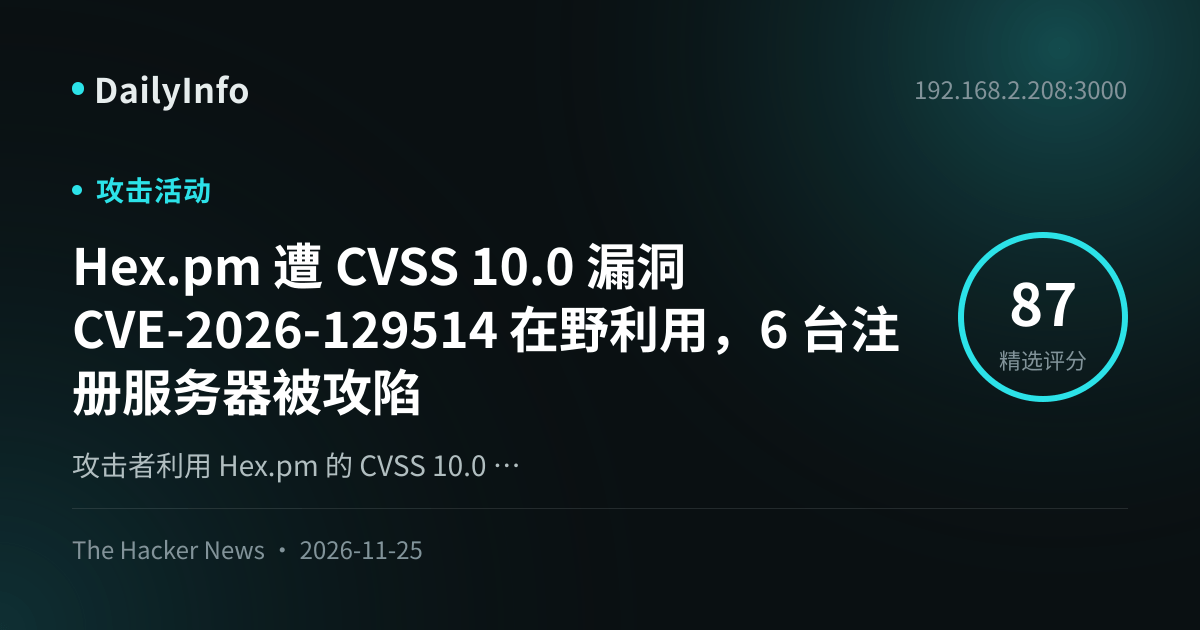 DailyInfo
192.168.2.208:3000
攻击活动
Hex.pm 遭 CVSS 10.0 漏洞
CVE-2026-129514 在野利用，6 台注
册服务器被攻陷
87
精选评分
攻击者利用 Hex.pm 的 CVSS 10.0 …
The Hacker News · 2026-11-25